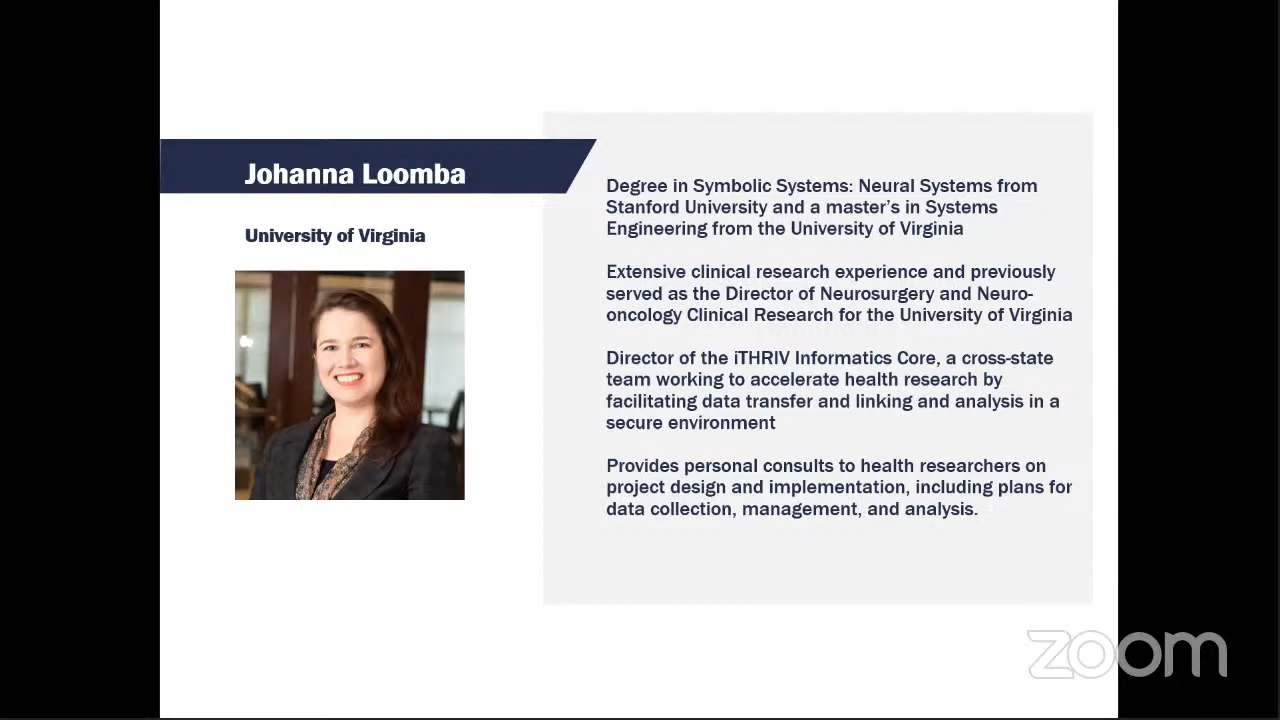 Johanna Loomba
University of Virginia
Degree in Symbolic Systems: Neural Systems from
Stanford University and a master's in Systems
Engineering from the University of Virginia
Extensive clinical research experience and previously
served as the Director of Neurosurgery and Neuro-
oncology Clinical Research for the University of Virginia
Director of the iTHRIV Informatics Core, a cross-state
team working to accelerate health research by
facilitating data transfer and linking and analysis in a
secure environment
Provides personal consults to health researchers on
project design and implementation, including plans for
data collection, management, and analysis.
zoom